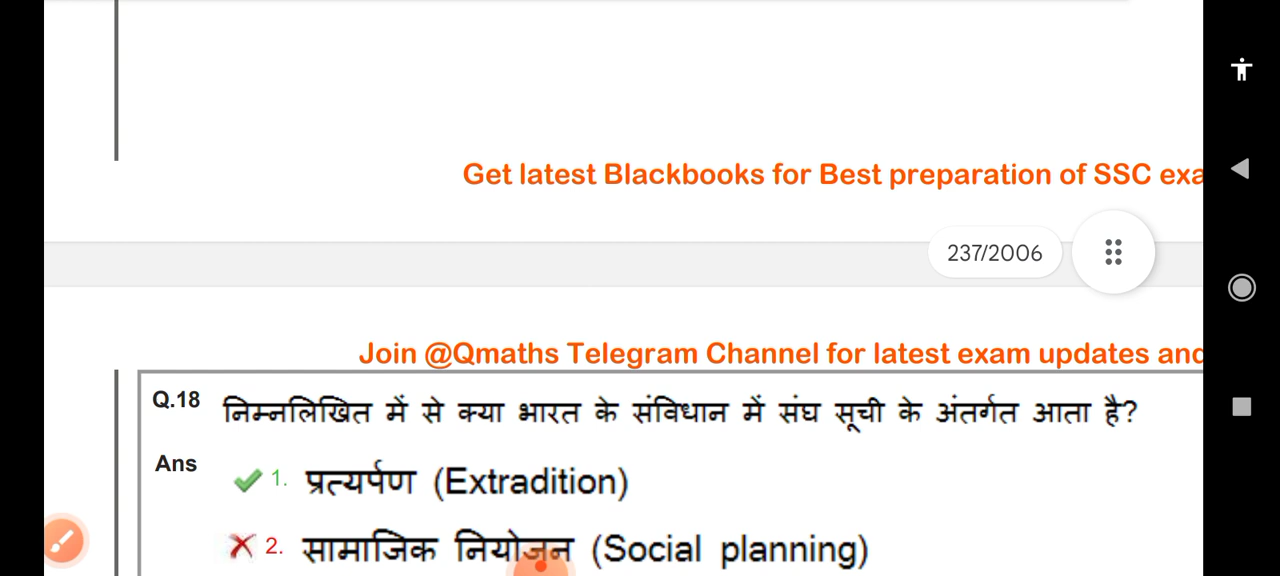 Get latest Blackbooks for Best preparation of SSC exa
237/2006
Join @Qmaths Telegram Channel for latest exam updates and
Q.18 निम्नलिखित में से क्या भारत के संविधान में संघ सूची के अंतर्गत आता है?
Ans
1. प्रत्यर्पण (Extradition)
2. सामाजिक नियोजन (Social planning)